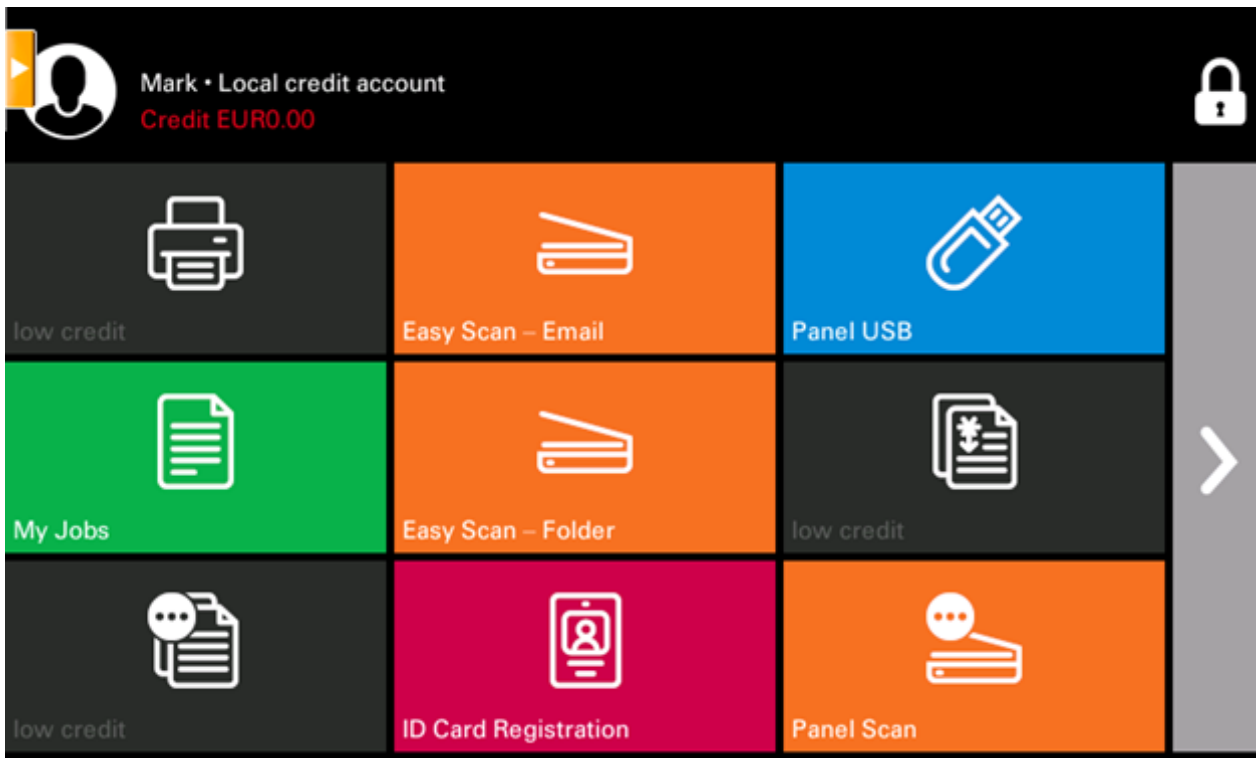 Mark • Local credit account
Credit EUR0.00
low credit
Easy Scan – Email
Panel USB
My Jobs
Easy Scan – Folder
low credit
low credit
ID Card Registration
Panel Scan